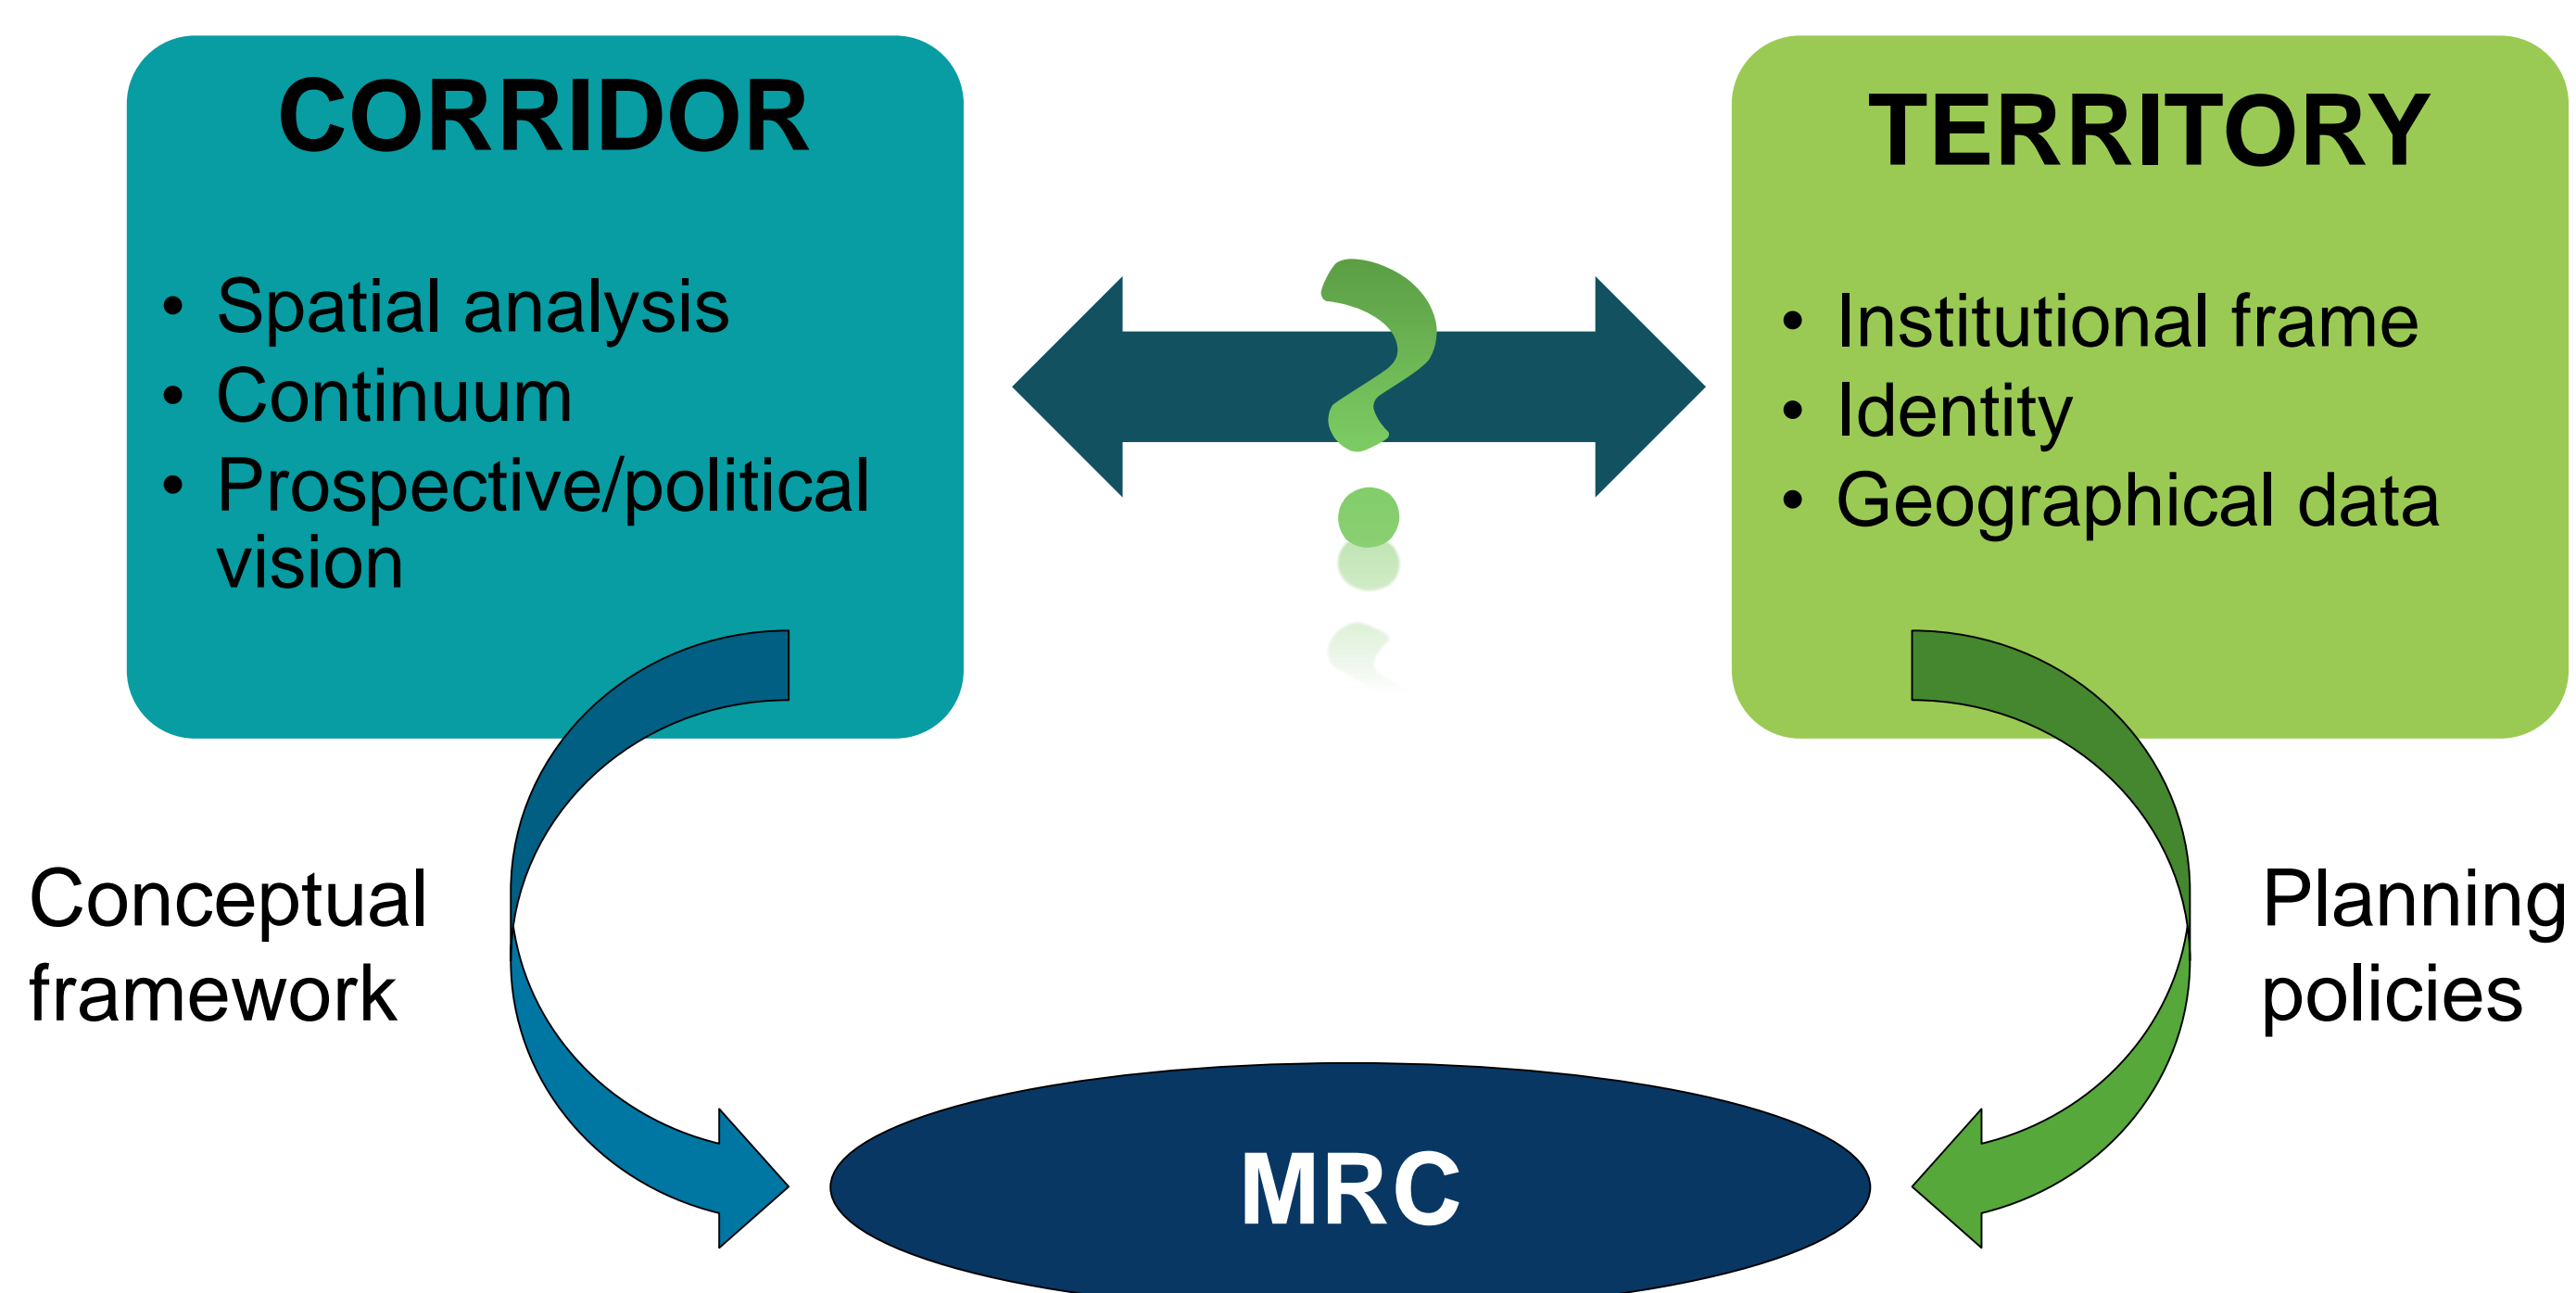 CORRIDOR
• Spatial analysis
• Continuum
• Prospective/political
vision
?
TERRITORY
• Institutional frame
• Identity
• Geographical data
Conceptual
framework
Planning
policies
MRC